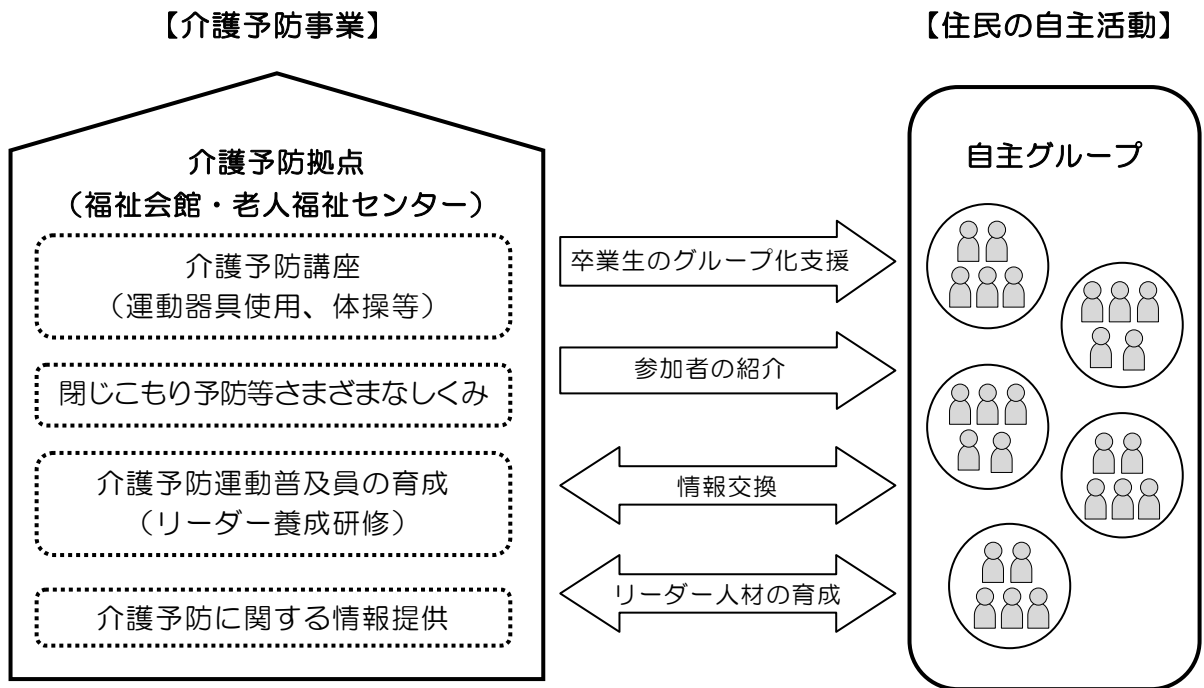 【介護予防事業】
【住民の自主活動】
介護予防拠点
（福祉会館・老人福祉センター）
介護予防講座
（運動器具使用、体操等）
閉じこもり予防等さまざまなしくみ
介護予防運動普及員の育成
（リーダー養成研修）
介護予防に関する情報提供
卒業生のグループ化支援
参加者の紹介
情報交換
リーダー人材の育成
自主グループ